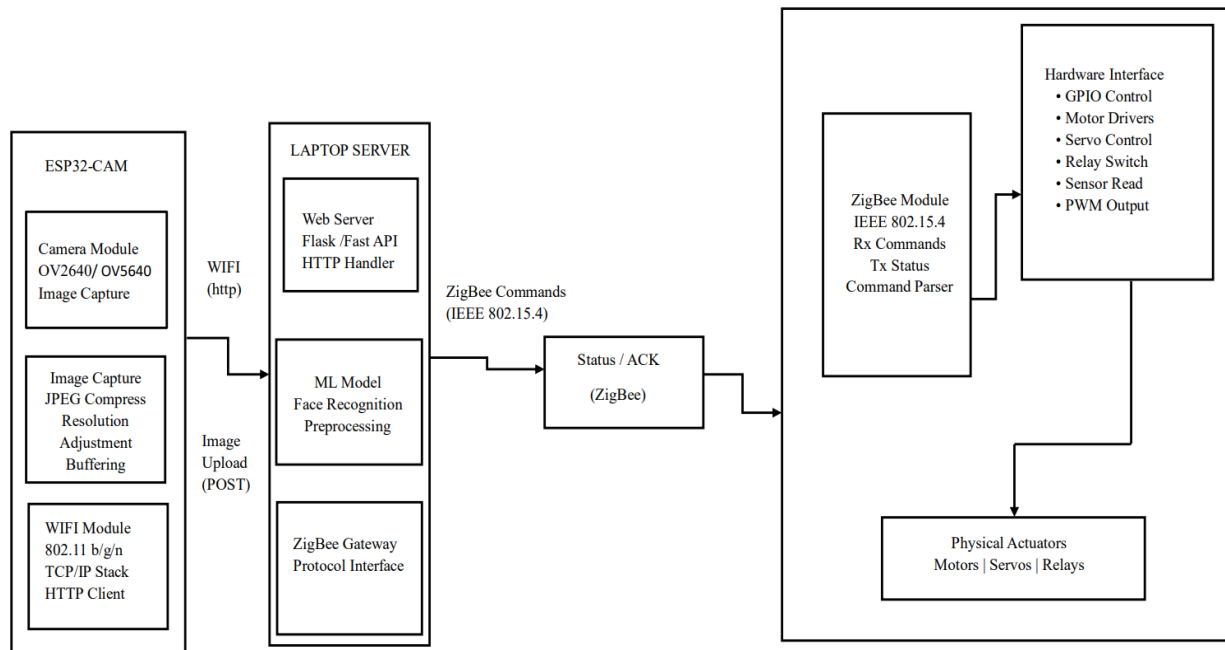 ESP32-CAM
Camera Module
OV2640/ OV5640
Image Capture
Image Capture
JPEG Compress
Resolution
Adjustment
Buffering
WIFI Module
802.11 b/g/n
TCP/IP Stack
HTTP Client
WIFI
(http)
Image
Upload
(POST)
LAPTOP SERVER
Web Server
Flask /Fast API
HTTP Handler
ML Model
Face Recognition
Preprocessing
ZigBee Gateway
Protocol Interface
ZigBee Commands
(IEEE 802.15.4)
Status / ACK
(ZigBee)
ZigBee Module
IEEE 802.15.4
Rx Commands
Tx Status
Command Parser
Hardware Interface
• GPIO Control
• Motor Drivers
• Servo Control
• Relay Switch
• Sensor Read
• PWM Output
Physical Actuators
Motors | Servos | Relays